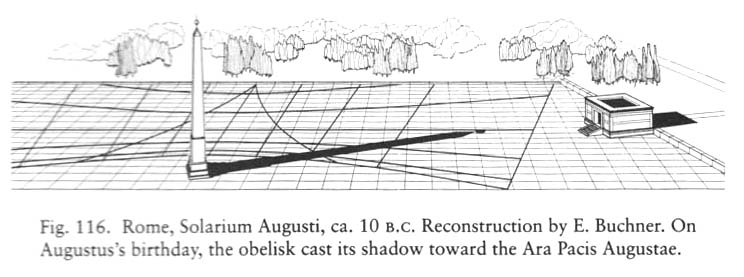 Fig. 116. Rome, Solarium Augusti, ca. 10 B.C. Reconstruction by E. Buchner. On
Augustus's birthday, the obelisk cast its shadow toward the Ara Pacis Augustae.